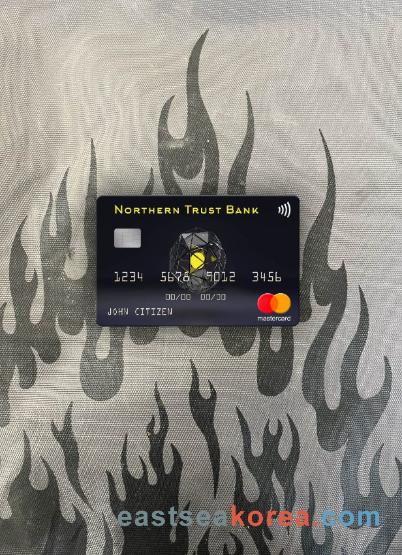 Northern Trust Bank
1234 5678 9012 3456
00/00 00/00
JOHN CITIZEN
mastercard
eastseakorea.com